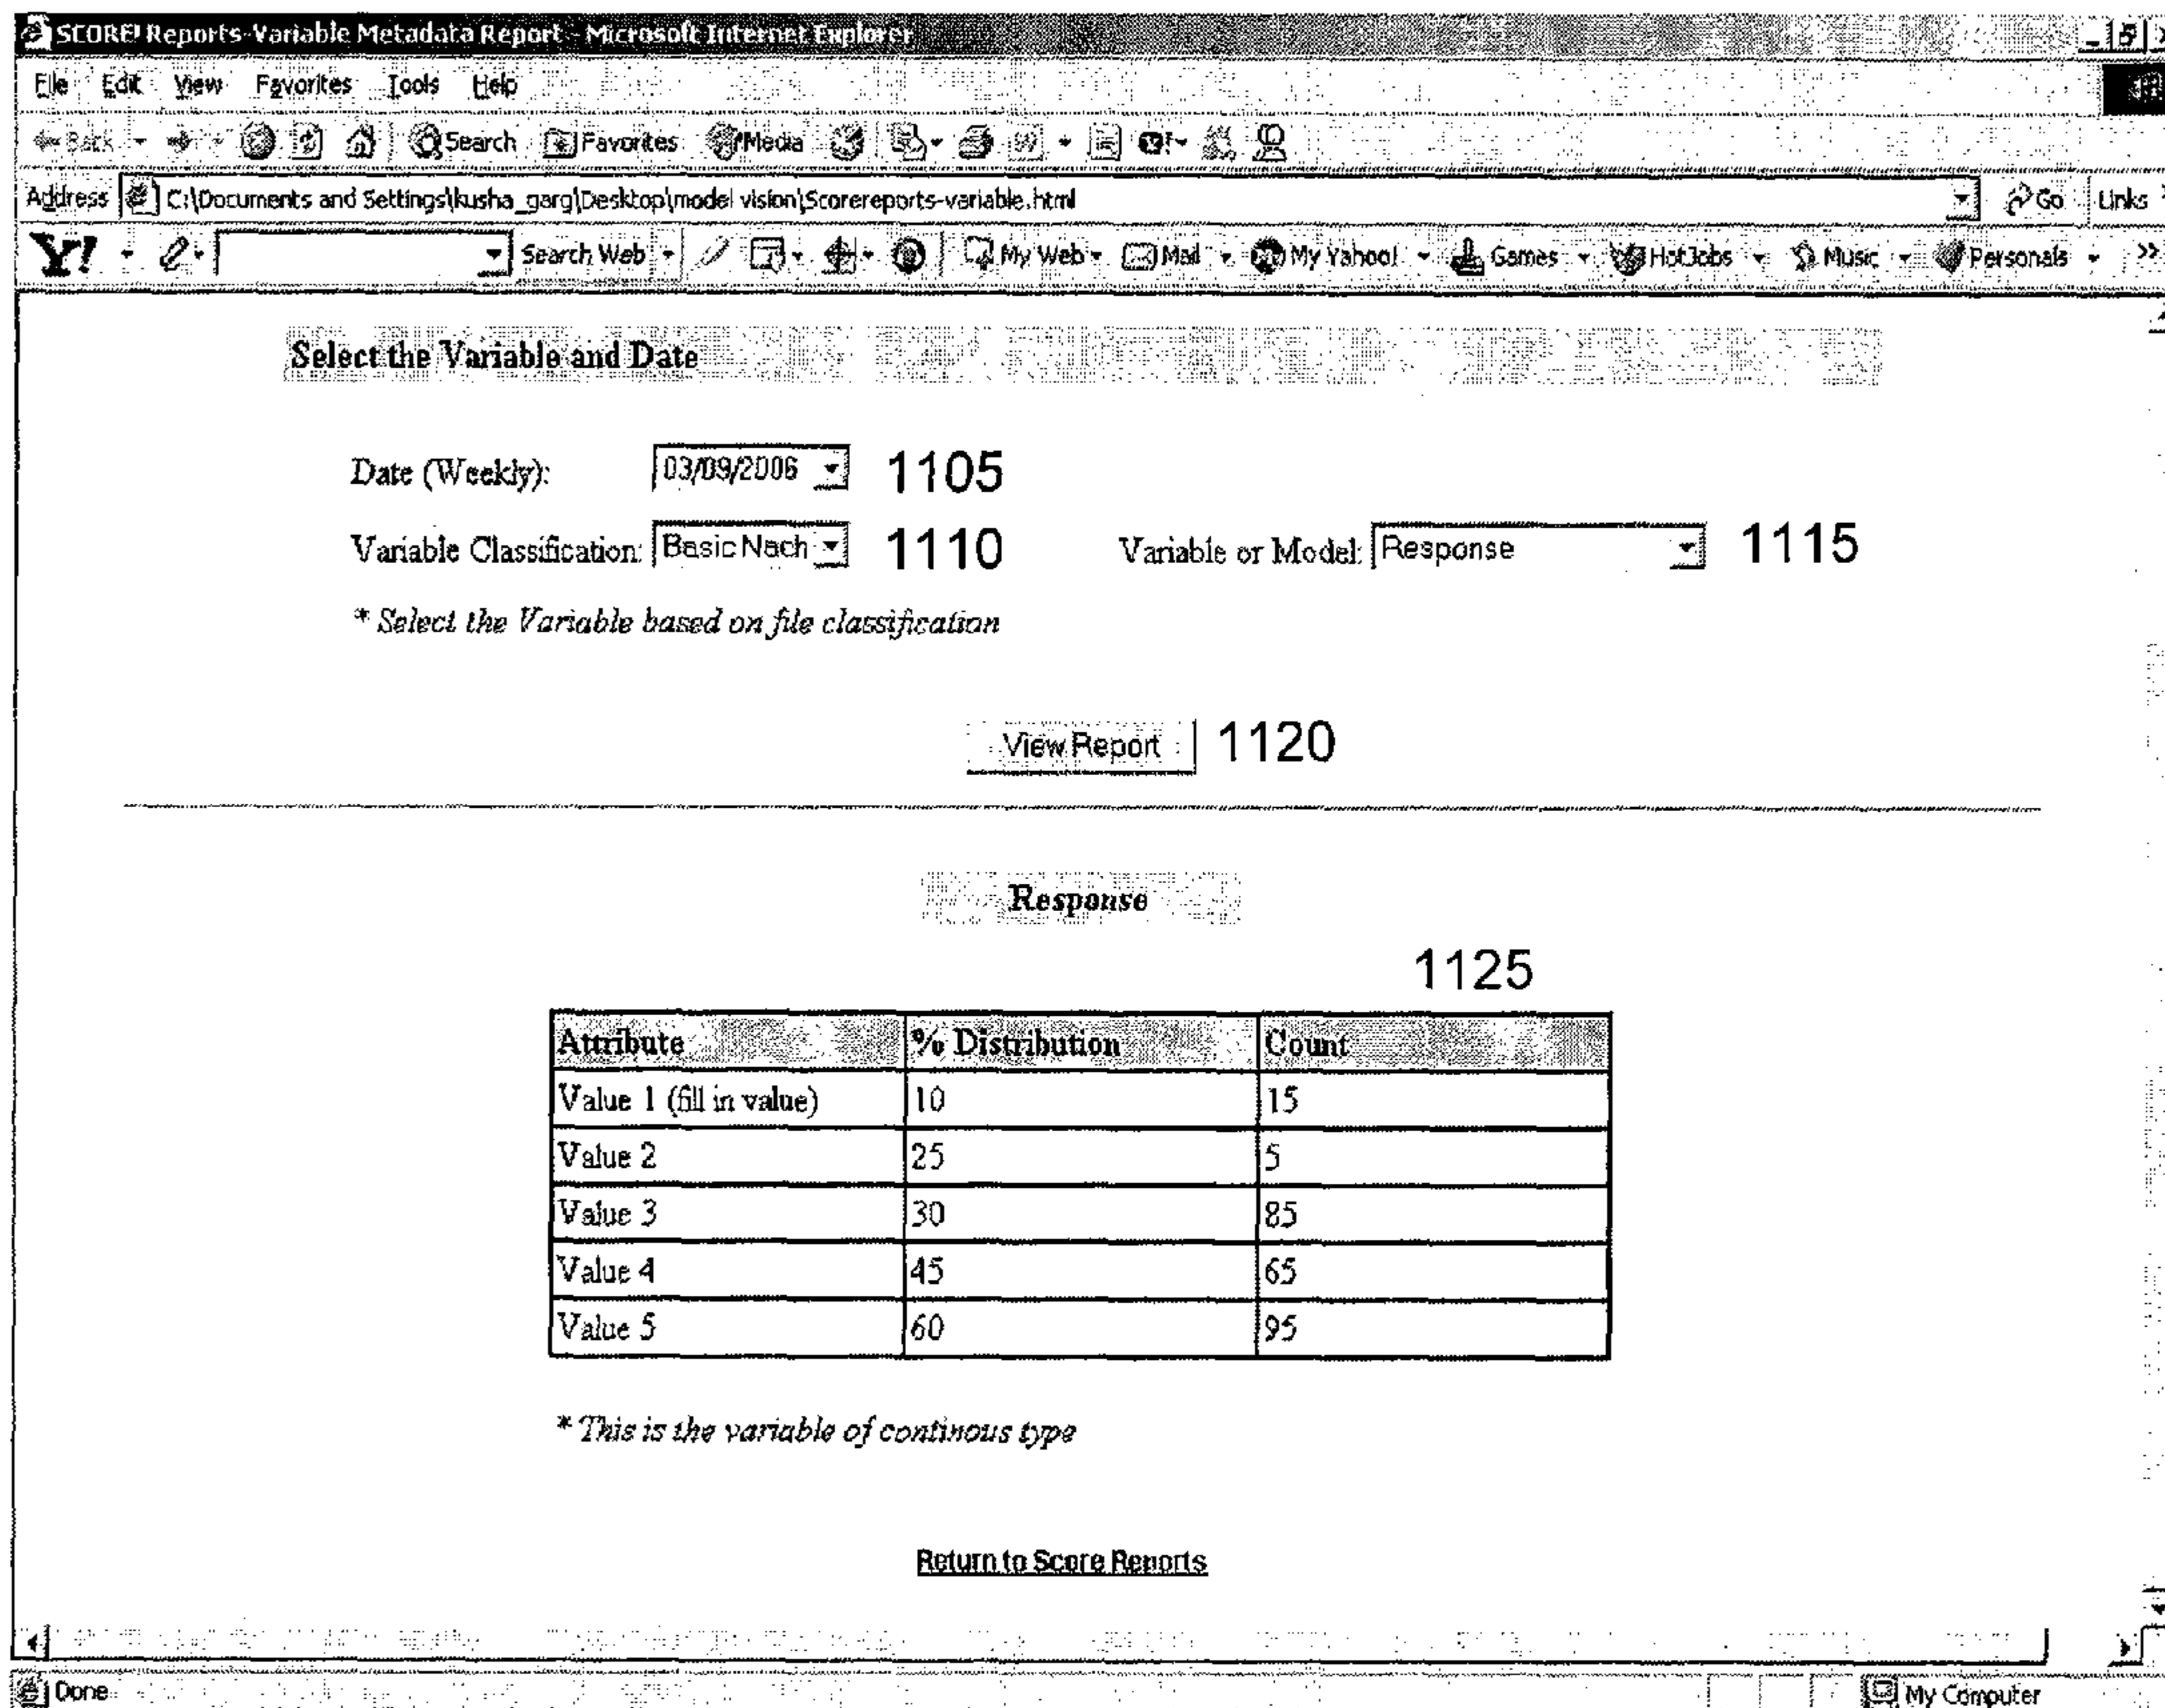 SCORE! Reports-Variable Metadata Report - Microsoft Internet Explorer
File Edit View Favorites Tools Help
Back Search Favorites Media
Address C:\Documents and Settings\kusha_garg\Desktop\model vision\Scorereports-variable.html Go Links
Y! Search Web My Web Mail My Yahoo! Games HotJobs Music Personals >>
Select the Variable and Date
Date (Weekly): 03/09/2006 1105
Variable Classification: Basic Nach 1110 Variable or Model: Response 1115
* Select the Variable based on file classification
View Report 1120
Response
1125
Attribute % Distribution Count
Value 1 (fill in value) 10 15
Value 2 25 5
Value 3 30 85
Value 4 45 65
Value 5 60 95
* This is the variable of continous type
Return to Score Reports
Done My Computer